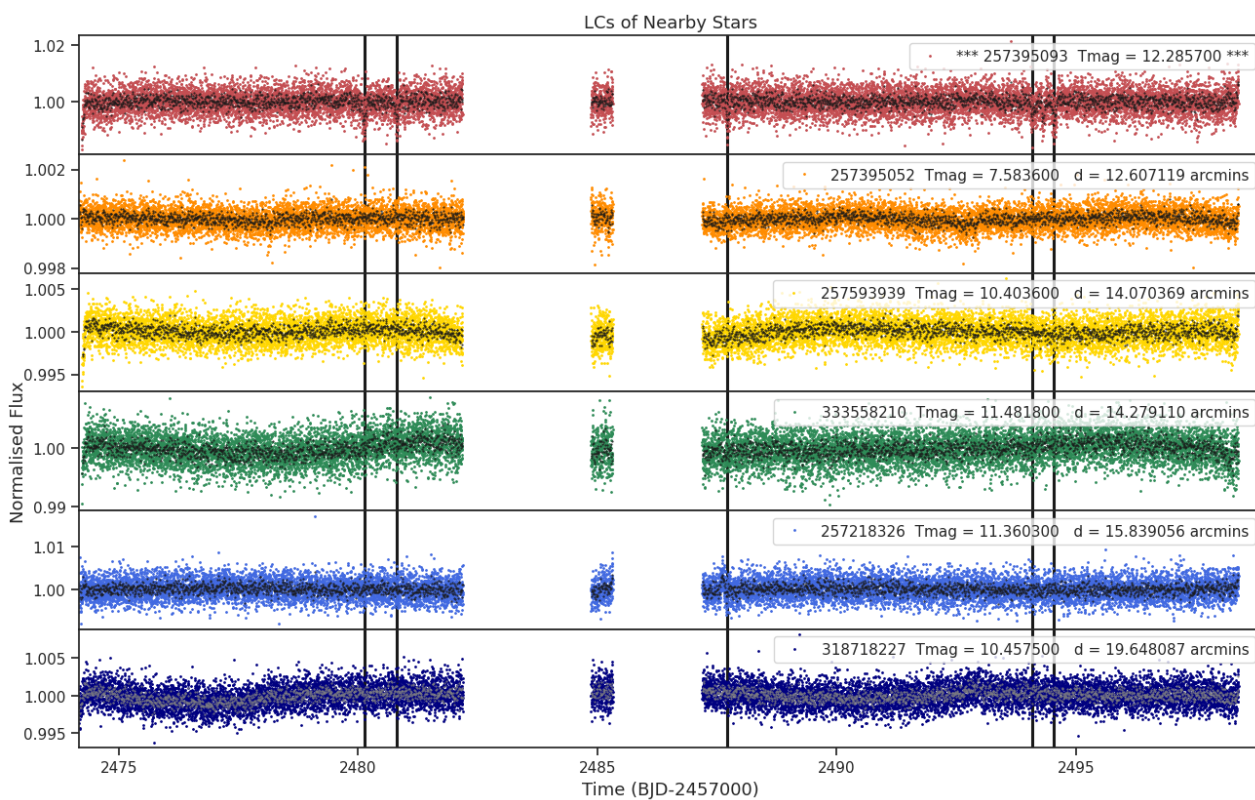 LCs of Nearby Stars
1.02
1.00
*** 257395093 Tmag = 12.285700 ***
1.002
1.000
0.998
257395052 Tmag = 7.583600 d = 12.607119 arcmins
1.005
1.000
0.995
257593939 Tmag = 10.403600 d = 14.070369 arcmins
Normalised Flux
1.00
0.99
333558210 Tmag = 11.481800 d = 14.279110 arcmins
1.01
1.00
257218326 Tmag = 11.360300 d = 15.839056 arcmins
1.005
1.000
0.995
318718227 Tmag = 10.457500 d = 19.648087 arcmins
2475 2480 2485 2490 2495
Time (BJD-2457000)